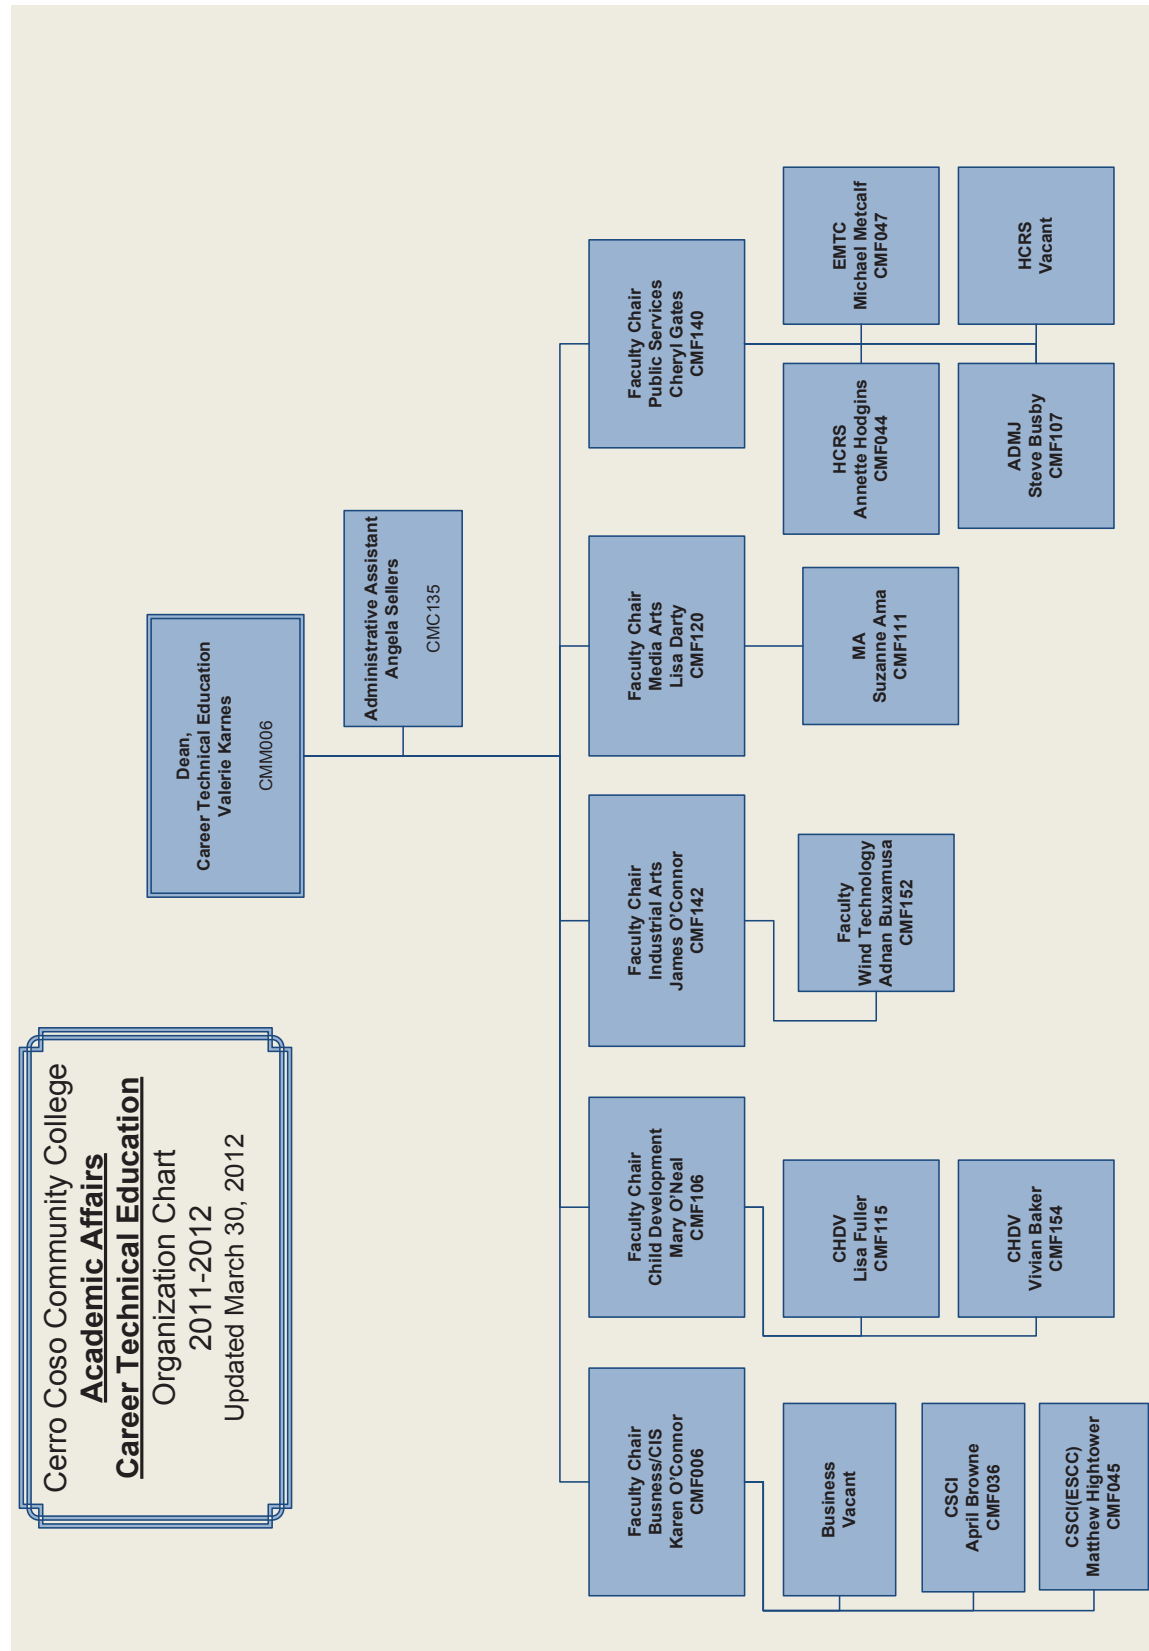 Cerro Coso Community College
Academic Affairs
Career Technical Education
Organization Chart
2011-2012
Updated March 30, 2012
Dean,
Career Technical Education
Valerie Karnes
CMM006
Administrative Assistant
Angela Sellers
CMC135
Faculty Chair
Busness/CIS
Karen O’Connor
CMF006
Faculty Chair
Child Development
Mary O’Neal
CMF106
Faculty Chair
Industrial Arts
James O’Connor
CMF142
Faculty Chair
Media Arts
Lisa Darty
CMF120
Faculty Chair
Public Services
Cheryl Gates
CMF140
Business
Vacant
CSCI
April Browne
CMF036
CSCI(ESCC)
Matthew Hightower
CMF045
CHDV
Lisa Fuller
CMF115
CHDV
Vivian Baker
CMF154
Faculty
Wind Technology
Adnan Buxamusa
CMF152
MA
Suzanne Ama
CMF111
HCRS
Annette Hodgins
CMF044
EMTC
Michael Metcalf
CMF047
ADMJ
Steve Busby
CMF107
HCRS
Vacant